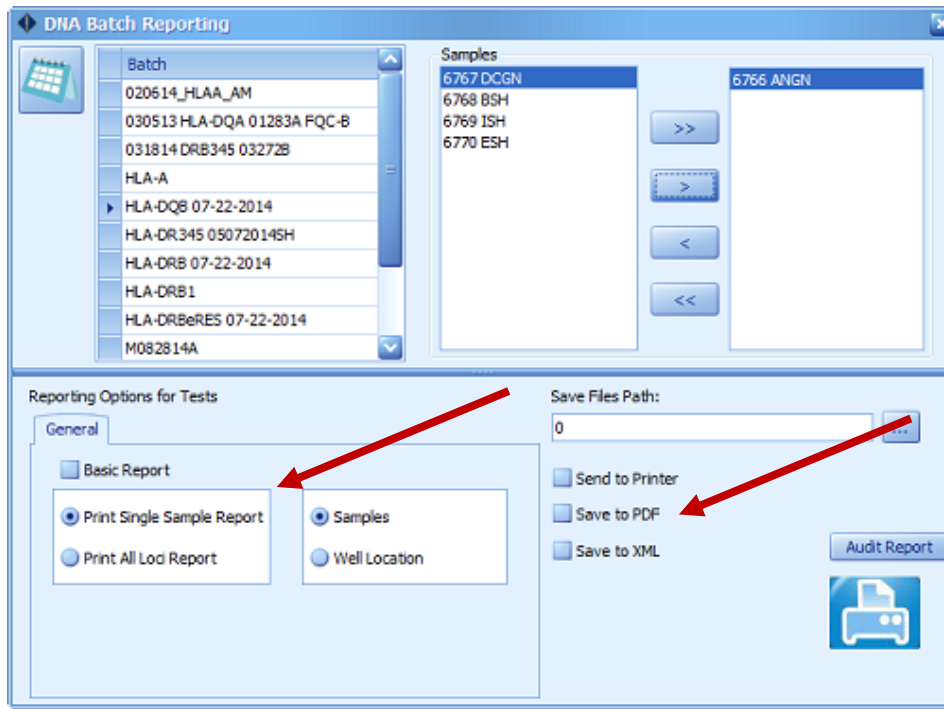 DNA Batch Reporting
Batch
020614_HLAA_AM
030513 HLA-DQA 01283A FQC-B
031814 DRB345 03272B
HLA-A
HLA-DQB 07-22-2014
HLA-DR345 05072014SH
HLA-DRB 07-22-2014
HLA-DRB1
HLA-DRBeRES 07-22-2014
M082814A
Samples
6767 DCGN
6768 BSH
6769 ISH
6770 ESH
>>
>
<
<<
6766 ANGN
Reporting Options for Tests
General
Basic Report
Print Single Sample Report
Print All Loci Report
Samples
Well Location
Save Files Path:
0
...
Send to Printer
Save to PDF
Save to XML
Audit Report